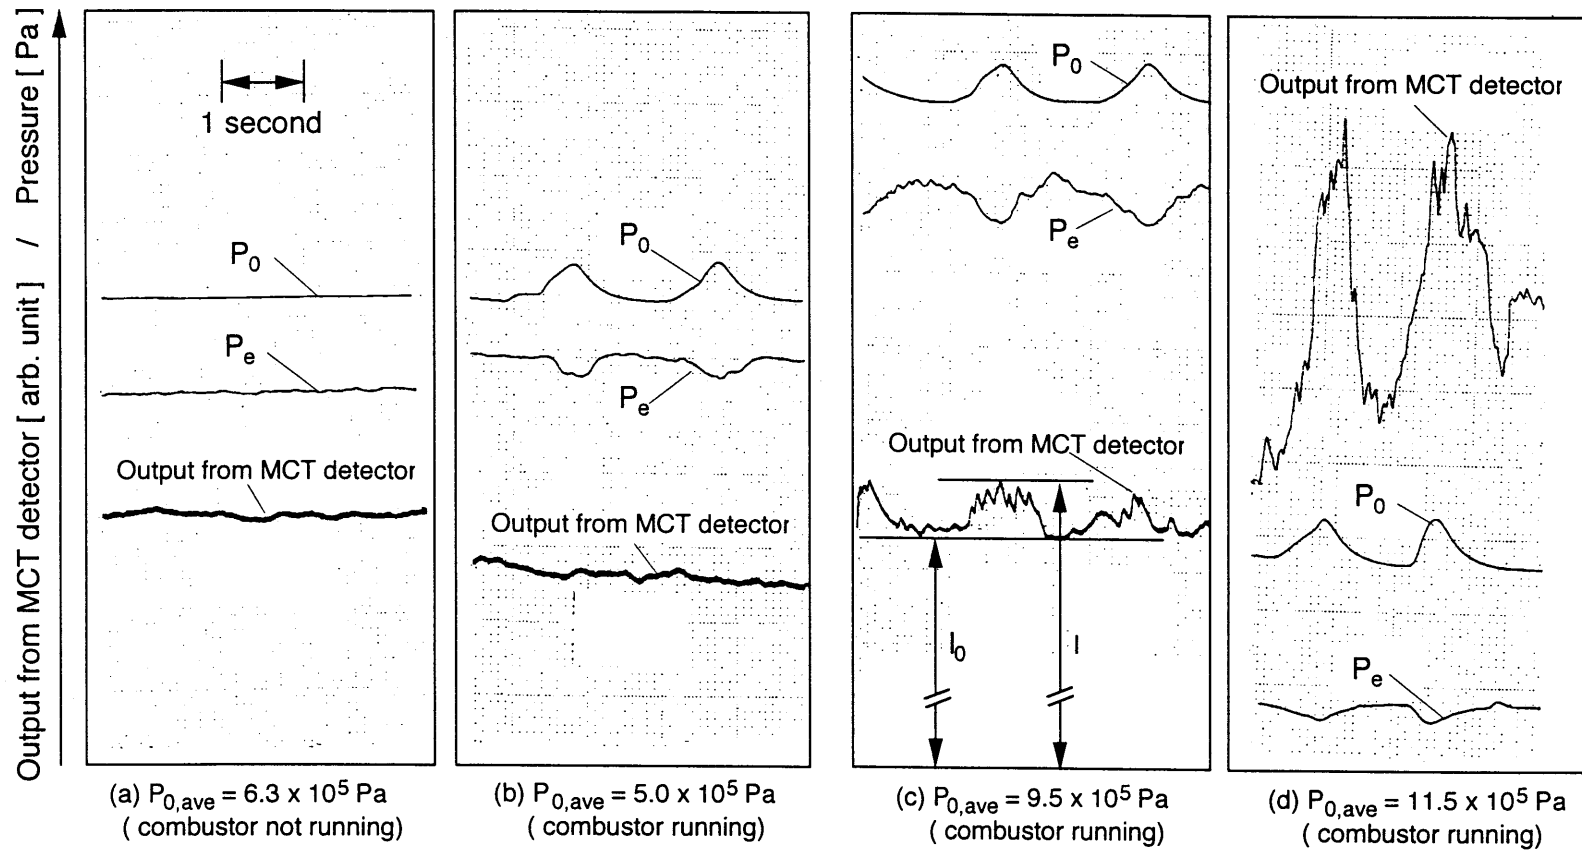 Output from MCT detector [ arb. unit ] / Pressure [ Pa ]
1 second
P0
Pe
Output from MCT detector
(a) P0,ave = 6.3 x 10^5 Pa
( combustor not running)
P0
Pe
Output from MCT detector
(b) P0,ave = 5.0 x 10^5 Pa
(combustor running)
P0
Pe
Output from MCT detector
I0
I
(c) P0,ave = 9.5 x 10^5 Pa
( combustor running)
Output from MCT detector
P0
Pe
(d) P0,ave = 11.5 x 10^5 Pa
( combustor running)